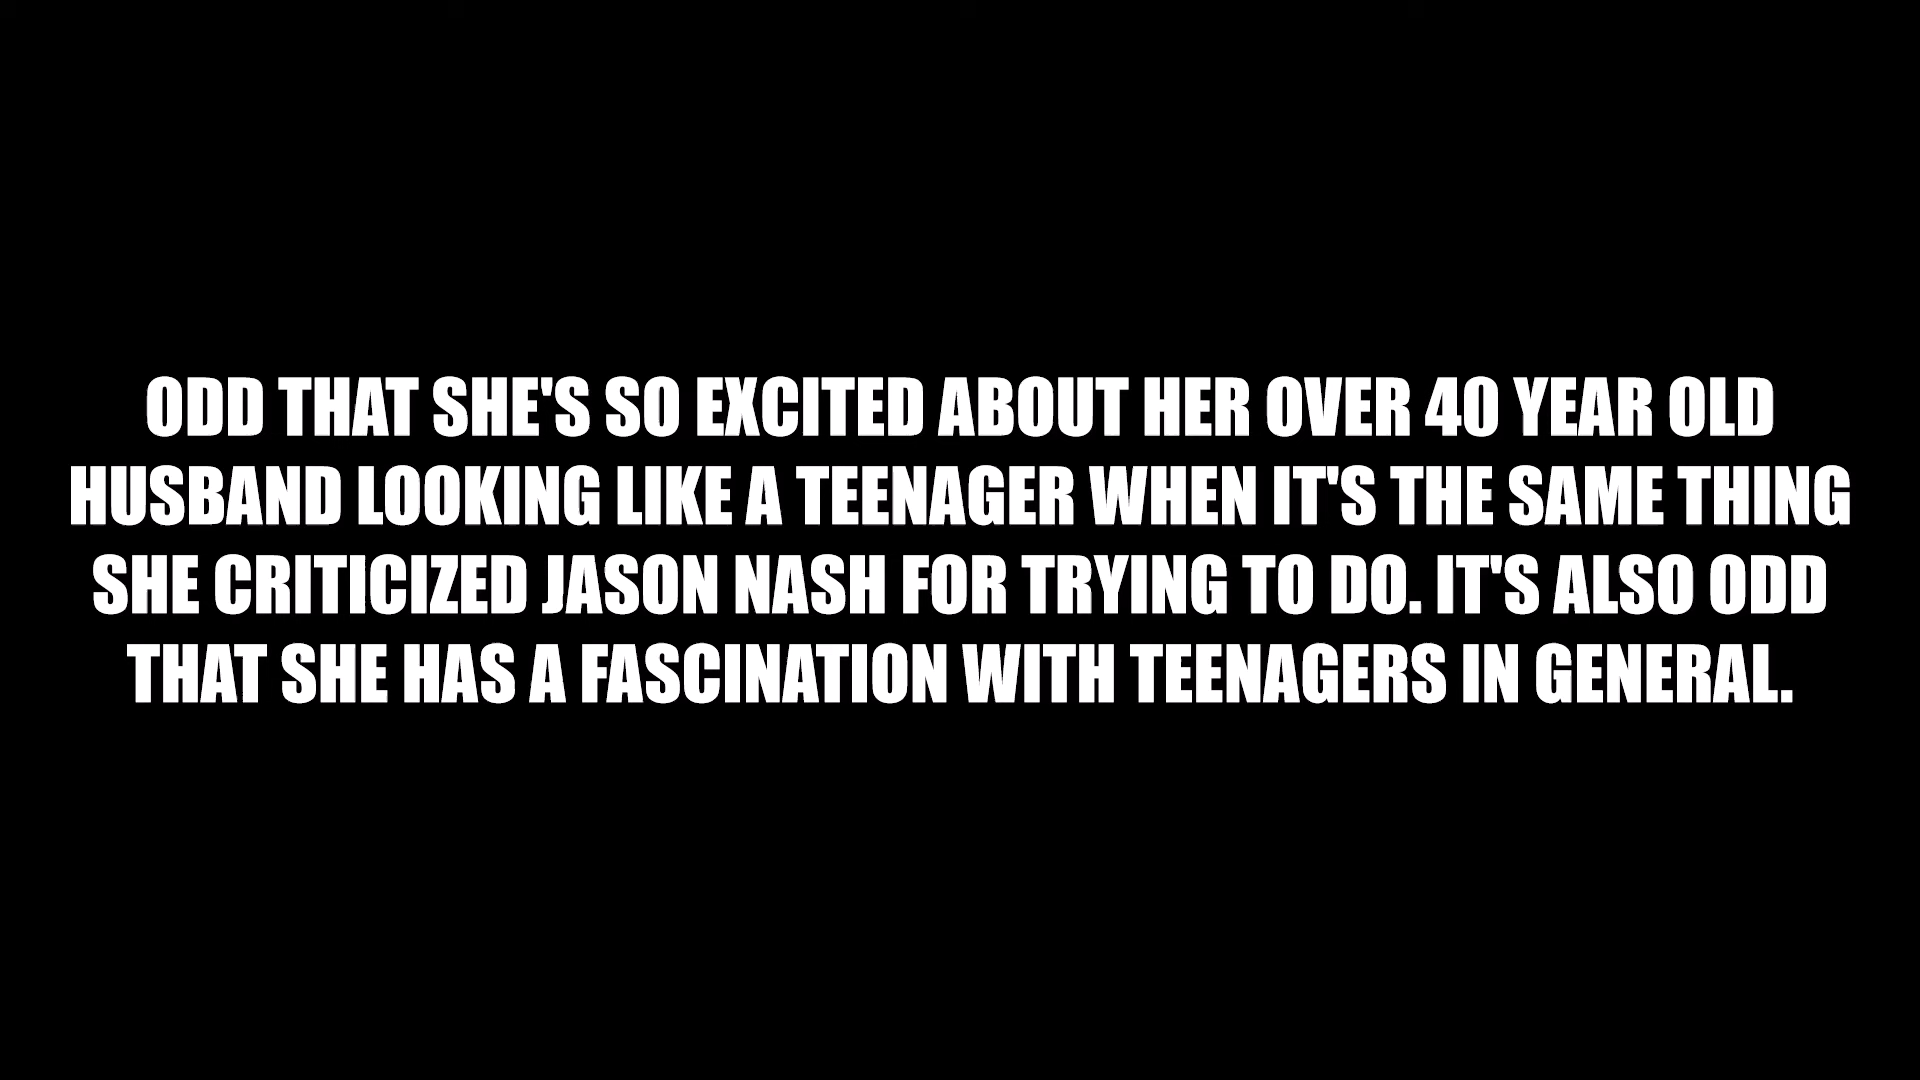 ODD THAT SHE'S SO EXCITED ABOUT HER OVER 40 YEAR OLD
HUSBAND LOOKING LIKE A TEENAGER WHEN IT'S THE SAME THING
SHE CRITICIZED JASON NASH FOR TRYING TO DO. IT'S ALSO ODD
THAT SHE HAS A FASCINATION WITH TEENAGERS IN GENERAL.